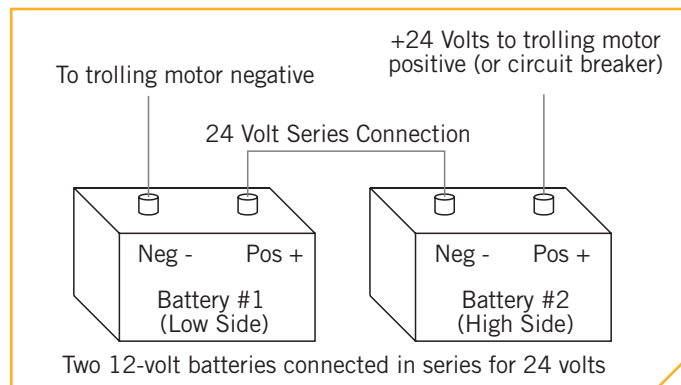 +24 Volts to trolling motor
positive (or circuit breaker)
To trolling motor negative
24 Volt Series Connection
Neg - Pos +
Battery #1
(Low Side)
Neg - Pos +
Battery #2
(High Side)
Two 12-volt batteries connected in series for 24 volts